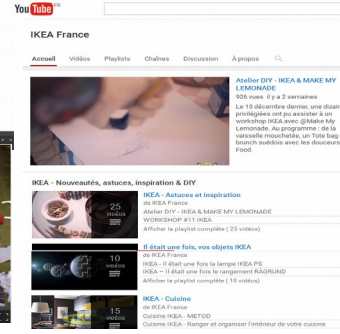 You Tube FR
IKEA France
Accueil Vidéos Playlists Chaînes Discussion À propos
Atelier DIY - IKEA & MAKE MY
LEMONADE
926 vues il y a 2 semaines
Le 13 décembre dernier, une dizain
privilégiées ont pu assister à un
workshop IKEA avec @Make My
Lemonade. Au programme : de la
vaisselle mouchetée, un Tote bag
brunch suédois avec les douceurs
Food.
IKEA - Nouveautés, astuces, inspiration & DIY
25
VIDÉOS
IKEA - Astuces et Inspiration
de IKEA France
Atelier DIY - IKEA & MAKE MY LEMONADE
WORKSHOP #11 IKEA
Afficher la playlist complète (25 vidéos)
10
VIDÉOS
Il était une fois, vos objets IKEA
de IKEA France
IKEA - Il était une fois la lampe IKEA PS
IKEA – Il était une fois le rangement RÅGRUND
Afficher la playlist complète (10 vidéos)
15
VIDÉOS
IKEA - Cuisine
de IKEA France
Cuisine IKEA - METOD
Cuisine IKEA - Ranger et organiser l'intérieur de votre cuisine